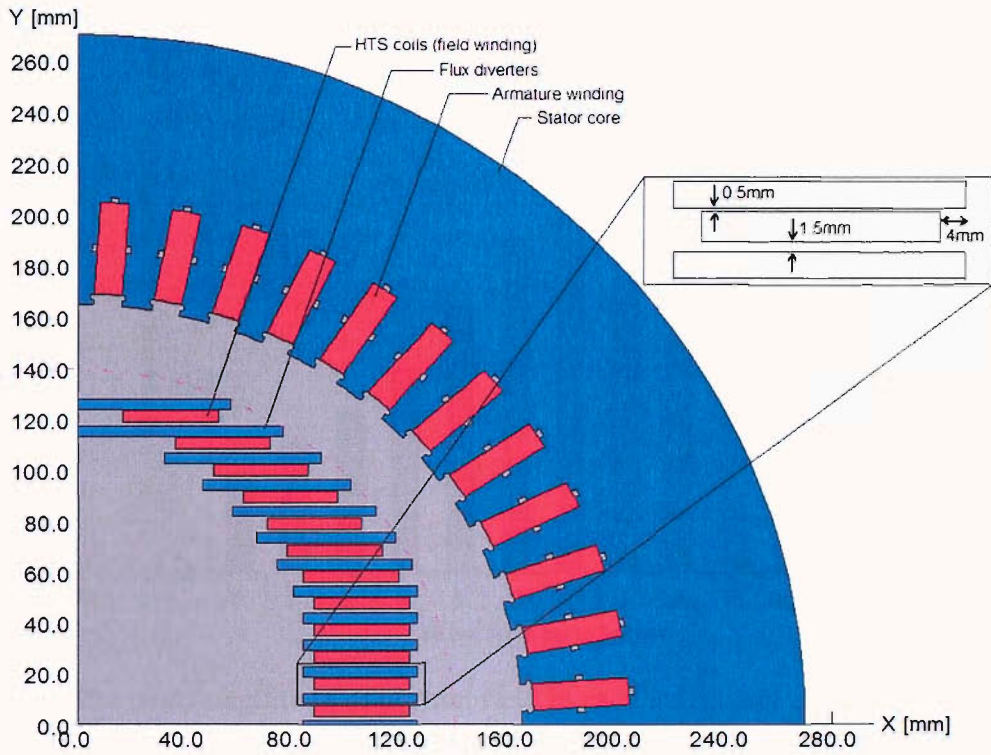 Y [mm]
HTS coils (field winding)
Flux diverters
Armature winding
Stator core
260.0
240.0
220.0
200.0
180.0
160.0
140.0
120.0
100.0
80.0
60.0
40.0
20.0
0.0
0.5mm
1.5mm
4mm
0.0 40.0 80.0 120.0 160.0 200.0 240.0 280.0
X [mm]